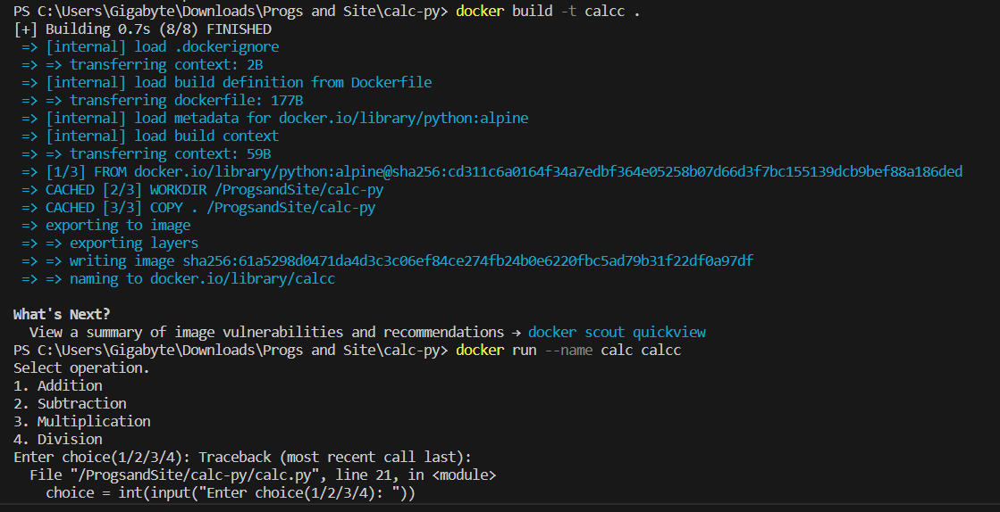 PS C:\Users\Gigabyte\Downloads\Progs and Site\calc-py> docker build -t calcc .
[+] Building 0.7s (8/8) FINISHED
=> [internal] load .dockerignore
=> => transferring context: 2B
=> [internal] load build definition from Dockerfile
=> => transferring dockerfile: 177B
=> [internal] load metadata for docker.io/library/python:alpine
=> [internal] load build context
=> => transferring context: 59B
=> [1/3] FROM docker.io/library/python:alpine@sha256:cd311c6a0164f34a7edbf364e05258b07d66d3f7bc155139dcb9bef88a186ded
=> CACHED [2/3] WORKDIR /ProgsandSite/calc-py
=> CACHED [3/3] COPY . /ProgsandSite/calc-py
=> exporting to image
=> => exporting layers
=> => writing image sha256:61a5298d0471da4d3c3c06ef84ce274fb24b0e6220fbc5ad79b31f22df0a97df
=> => naming to docker.io/library/calcc
What's Next?
View a summary of image vulnerabilities and recommendations → docker scout quickview
PS C:\Users\Gigabyte\Downloads\Progs and Site\calc-py> docker run --name calc calcc
Select operation.
1. Addition
2. Subtraction
3. Multiplication
4. Division
Enter choice(1/2/3/4): Traceback (most recent call last):
File "/ProgsandSite/calc-py/calc.py", line 21, in <module>
choice = int(input("Enter choice(1/2/3/4): "))